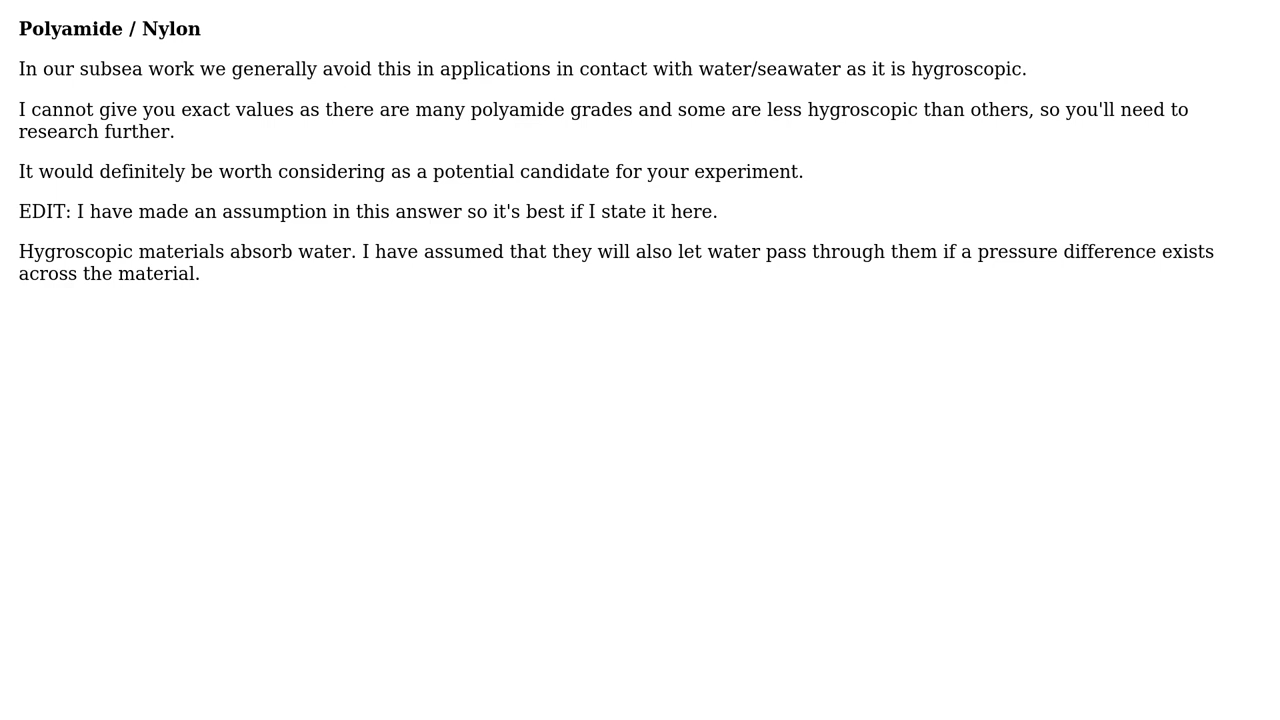 Polyamide / Nylon
In our subsea work we generally avoid this in applications in contact with water/seawater as it is hygroscopic.
I cannot give you exact values as there are many polyamide grades and some are less hygroscopic than others, so you'll need to
research further.
It would definitely be worth considering as a potential candidate for your experiment.
EDIT: I have made an assumption in this answer so it's best if I state it here.
Hygroscopic materials absorb water. I have assumed that they will also let water pass through them if a pressure difference exists
across the material.